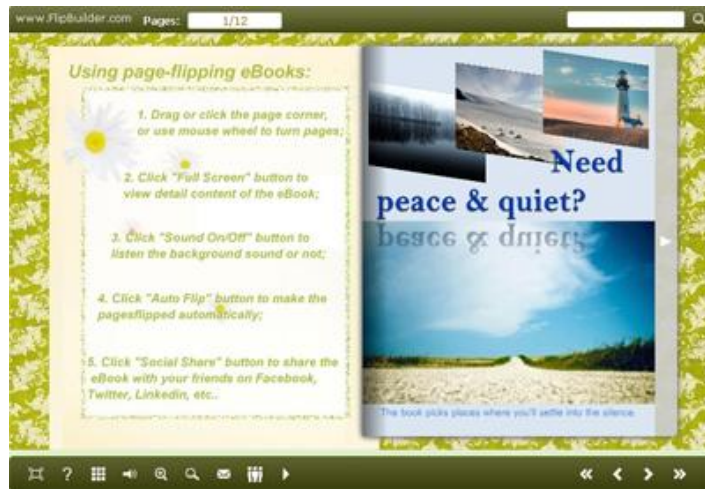 www.FlipBuilder.com Pages: 1/12
Using page-flipping eBooks:
1. Drag or click the page corner,
or use mouse wheel to turn pages;
2. Click "Full Screen" button to
view detail content of the eBook;
3. Click "Sound On/Off" button to
listen the background sound or not;
4. Click "Auto Flip" button to make the
pagesflipped automatically;
5. Click "Social Share" button to share the
eBook with your friends on Facebook,
Twitter, Linkedin, etc..
Need
peace & quiet?
The book picks places where you'll settle into the silence.